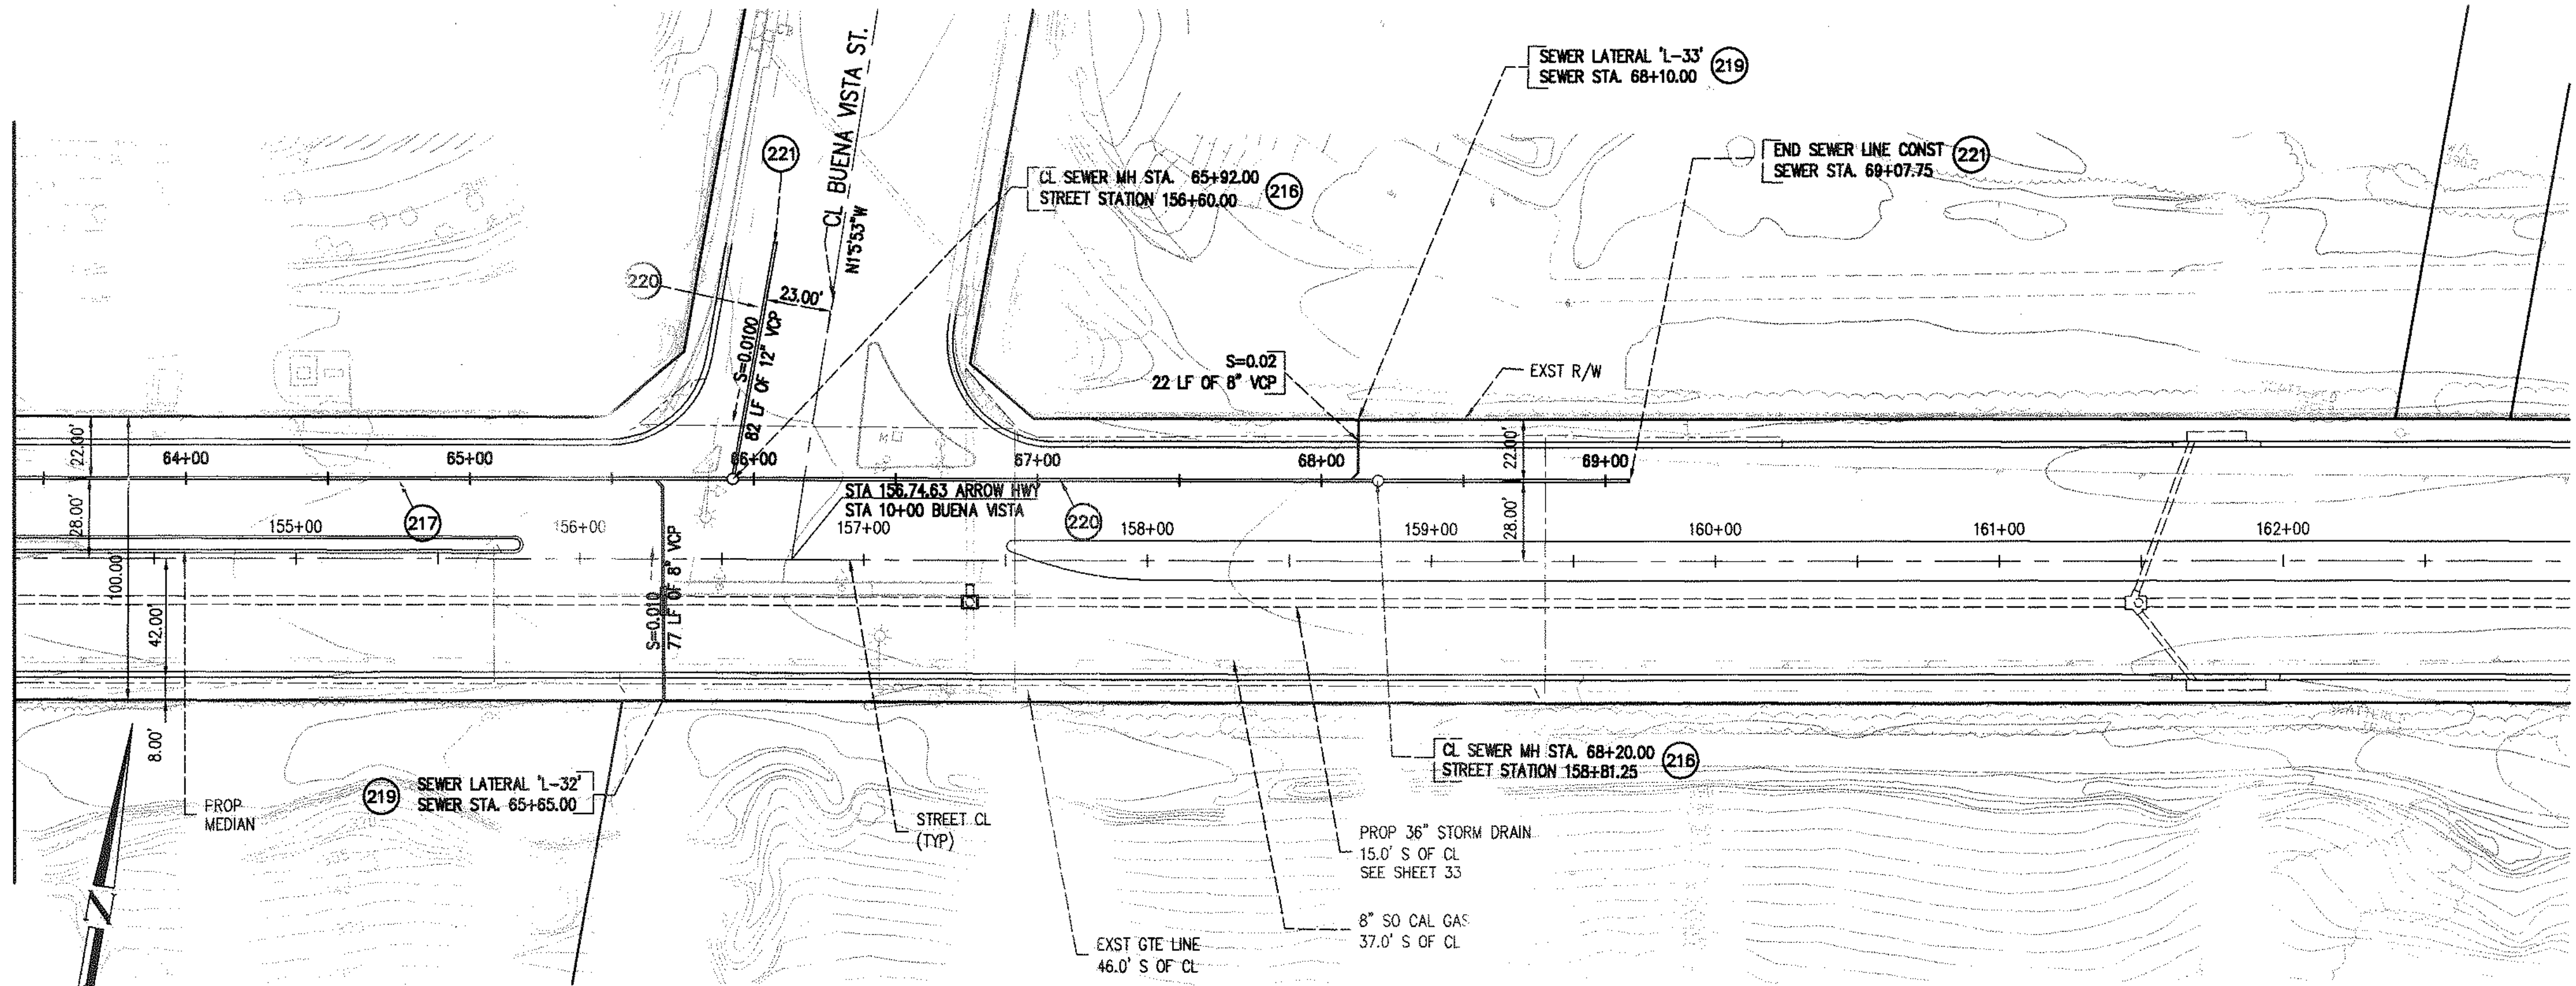 SEWER LATERAL 'L-33'
SEWER STA. 68+10.00
219
END SEWER LINE CONST
SEWER STA. 69+07.75
221
CL SEWER MH STA. 65+92.00
STREET STATION 156+60.00
216
221
CL BUENA VISTA ST.
N15'53"W
220
23.00'
S=0.0100
82 LF OF 12" VCP
S=0.02
22 LF OF 8" VCP
EXST R/W
22.00'
64+00
65+00
66+00
67+00
68+00
22.00'
69+00
28.00'
217
STA 156.74.63 ARROW HWY
STA 10+00 BUENA VISTA
220
28.00'
155+00
156+00
157+00
158+00
159+00
160+00
161+00
162+00
100.00
42.00'
8.00'
S=0.010
77 LF OF 8" VCP
N
PROP
MEDIAN
219
SEWER LATERAL 'L-32'
SEWER STA. 65+65.00
STREET CL
(TYP)
CL SEWER MH STA. 68+20.00
STREET STATION 158+81.25
216
PROP 36" STORM DRAIN
15.0' S OF CL
SEE SHEET 33
8" SO CAL GAS
37.0' S OF CL
EXST GTE LINE
46.0' S OF CL